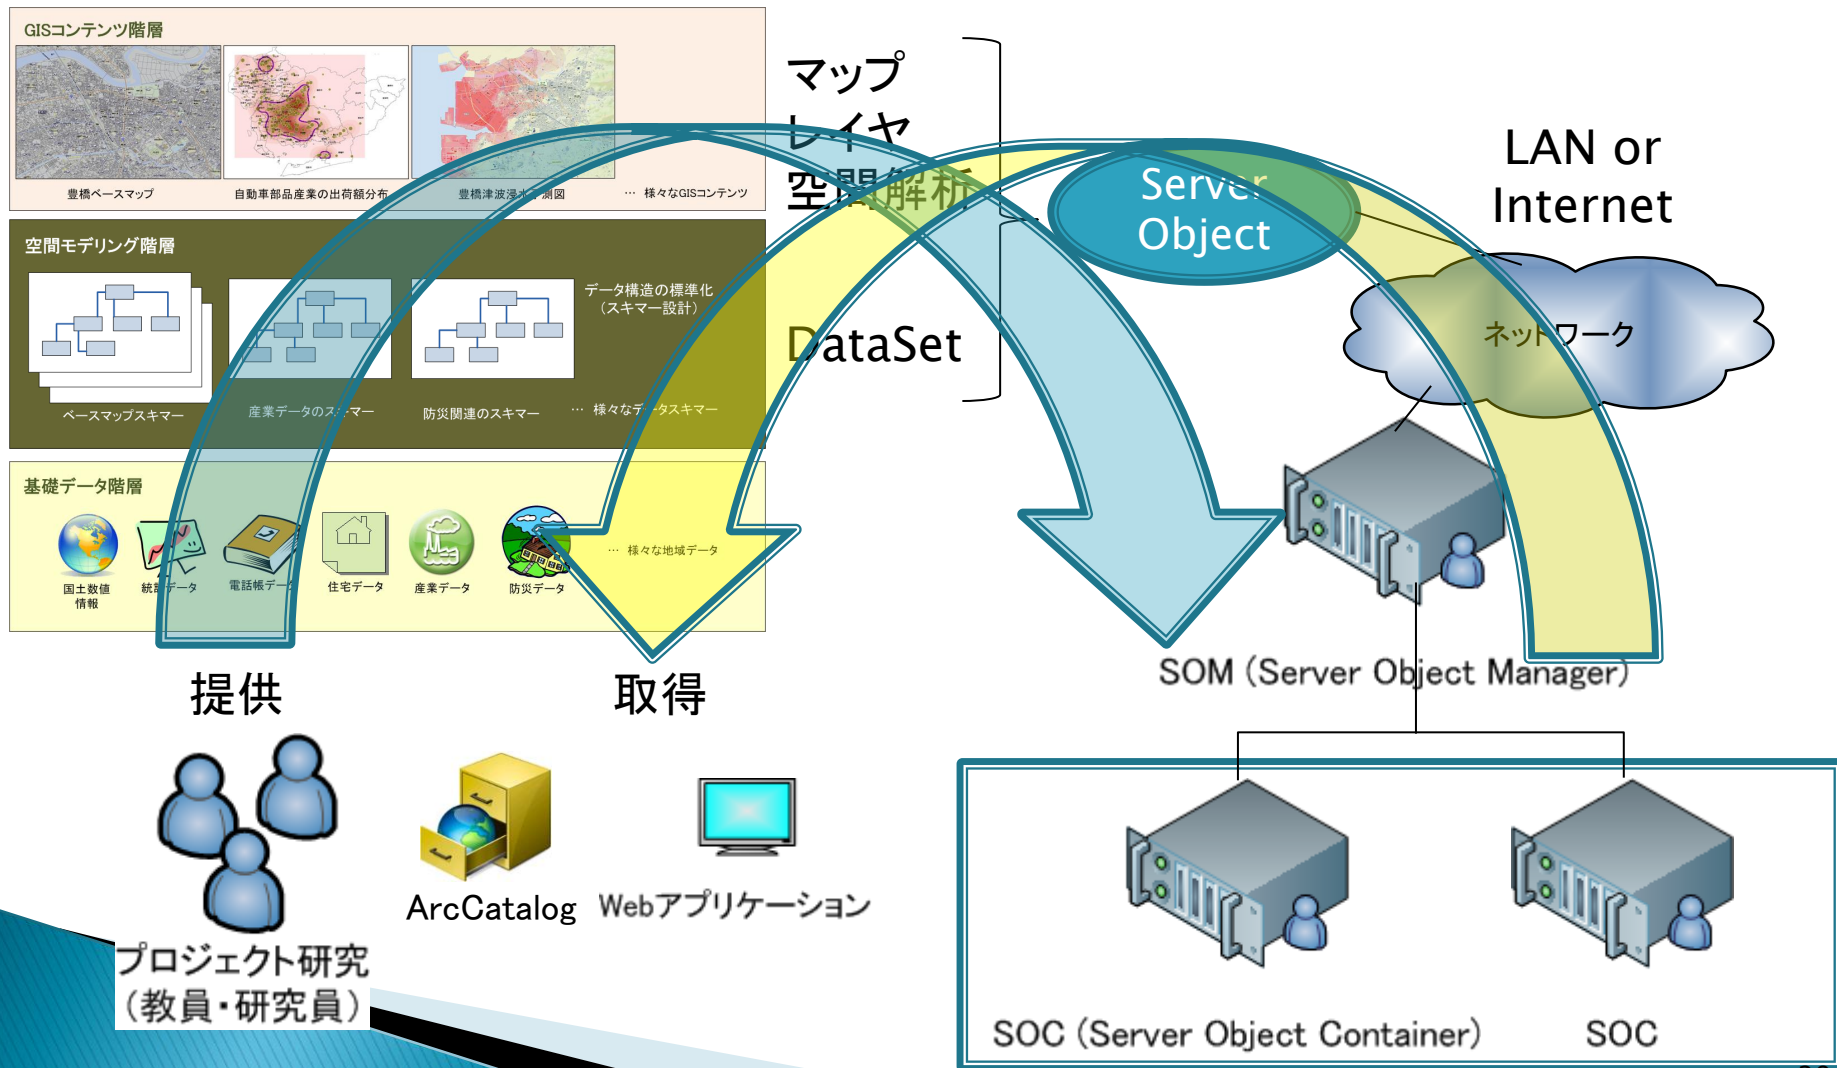 GISコンテンツ階層
豊橋ベースマップ
自動車部品産業の出荷額分布
豊橋津波浸水予測図
… 様々なGISコンテンツ
空間モデリング階層
データ構造の標準化
（スキマー設計）
ベースマップスキマー
産業データのスキマー
防災関連のスキマー
… 様々なデータスキマー
基礎データ階層
国土数値
情報
統計データ
電話帳データ
住宅データ
産業データ
防災データ
… 様々な地域データ
マップ
レイヤ
空間解析
DataSet
Server
Object
LAN or
Internet
ネットワーク
提供
取得
SOM（Server Object Manager）
プロジェクト研究
（教員・研究員）
ArcCatalog
Webアプリケーション
SOC（Server Object Container）
SOC